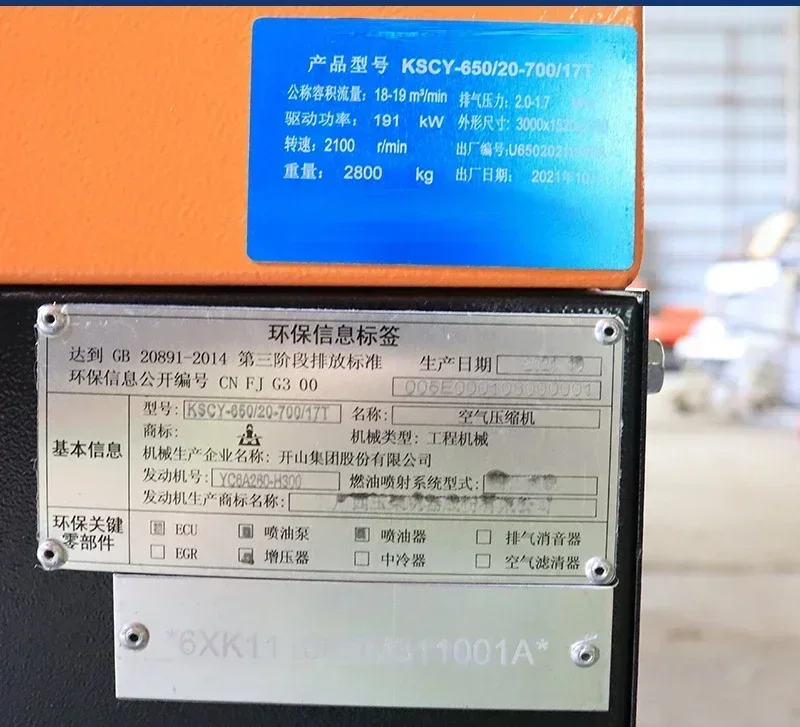 产品型号 KSCY-650/20-700/17T
公称容积流量: 18-19 m³/min 排气压力: 2.0-1.7
驱动功率: 191 kW 外形尺寸:
转速: 2100 r/min 出厂编号:
重量: 2800 kg 出厂日期: 2021年10
环保信息标签
达到 GB 20891-2014 第三阶段排放标准 生产日期
环保信息公开编号 CN FJ G3 00
基本信息
型号: KSCY-650/20-700/17T 名称: 空气压缩机
商标: 机械类型: 工程机械
机械生产企业名称: 开山集团股份有限公司
发动机号: YC6A260-H300 燃油喷射系统型式:
发动机生产商标名称:
环保关键零部件
ECU 喷油泵 喷油器 排气消音器
EGR 增压器 中冷器 空气滤清器